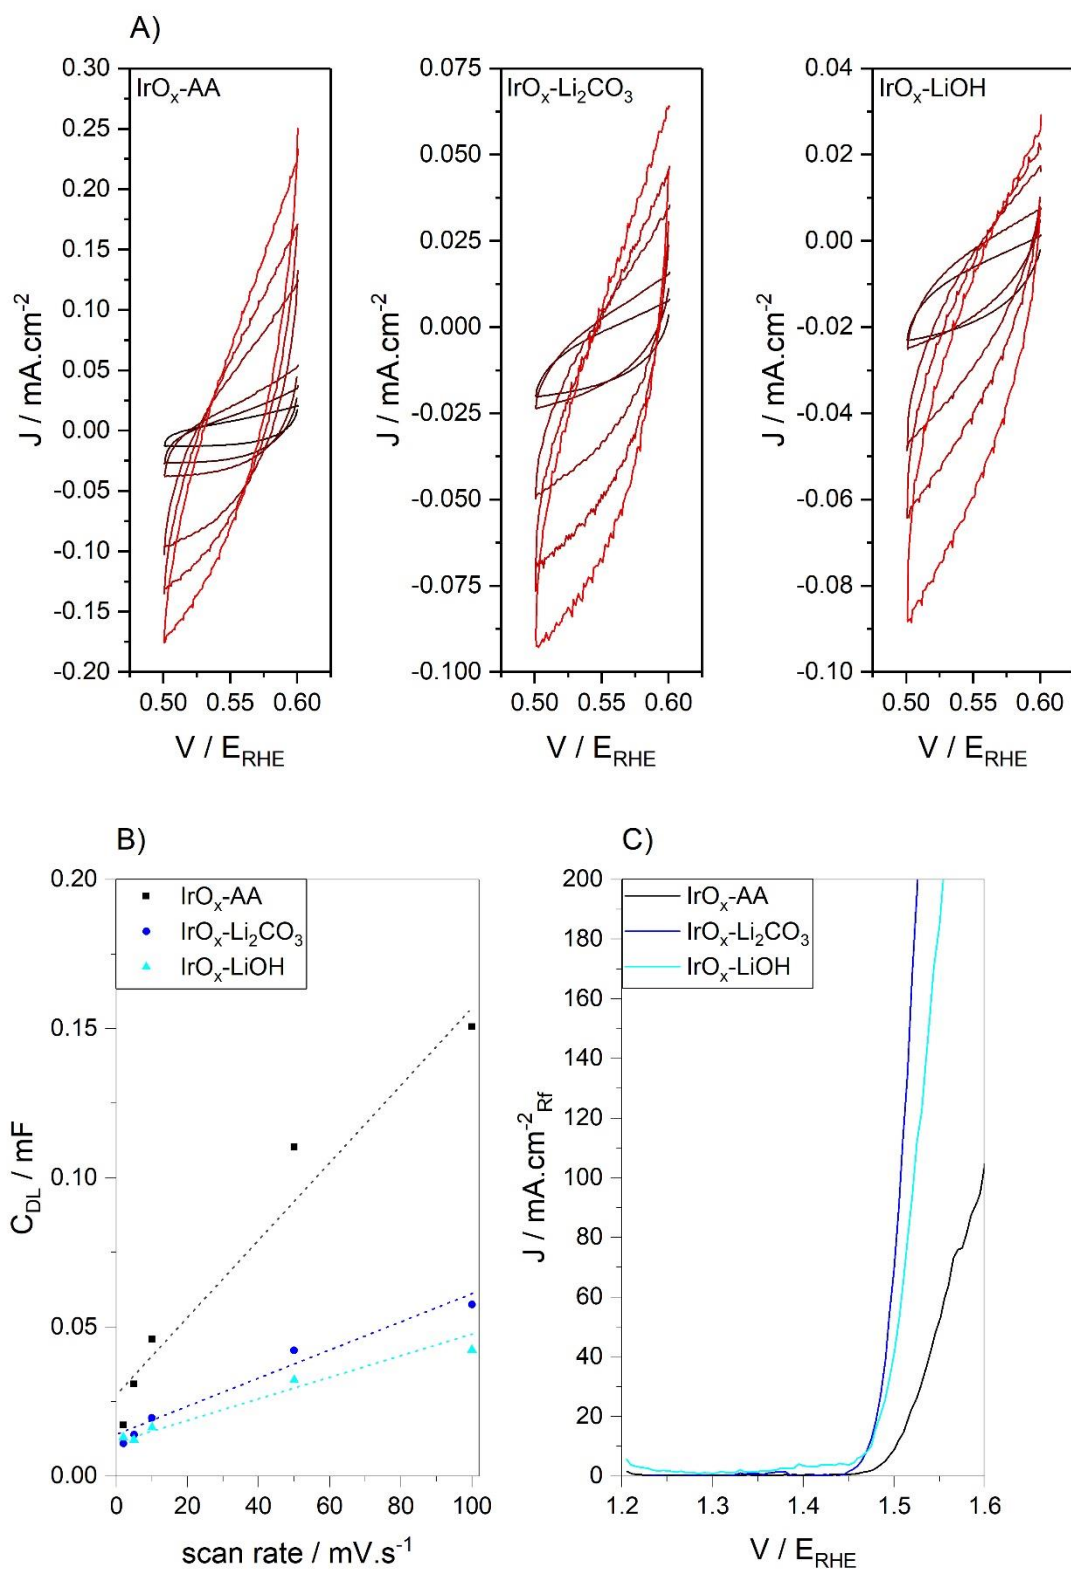 A)
IrOₓ-AA
0.30
0.25
0.20
0.15
0.10
0.05
0.00
-0.05
-0.10
-0.15
-0.20
J / mA.cm⁻²
0.50 0.55 0.60
V / E_RHE
IrOₓ-Li₂CO₃
0.075
0.050
0.025
0.000
-0.025
-0.050
-0.075
-0.100
J / mA.cm⁻²
0.50 0.55 0.60
V / E_RHE
IrOₓ-LiOH
0.04
0.02
0.00
-0.02
-0.04
-0.06
-0.08
-0.10
J / mA.cm⁻²
0.50 0.55 0.60
V / E_RHE
B)
IrOₓ-AA
IrOₓ-Li₂CO₃
IrOₓ-LiOH
0.20
0.15
0.10
0.05
0.00
C_DL / mF
0 20 40 60 80 100
scan rate / mV.s⁻¹
C)
IrOₓ-AA
IrOₓ-Li₂CO₃
IrOₓ-LiOH
200
180
160
140
120
100
80
60
40
20
0
J / mA.cm⁻²_Rf
1.2 1.3 1.4 1.5 1.6
V / E_RHE